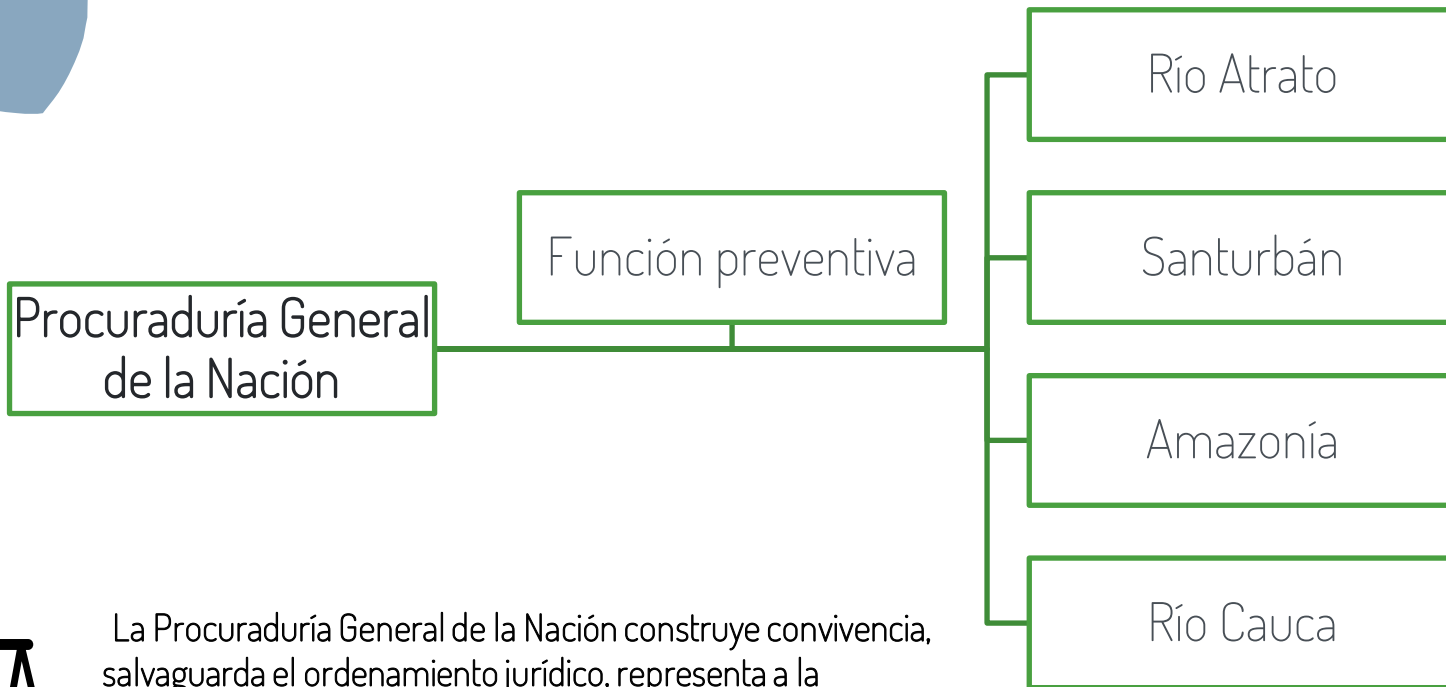 Río Atrato
Función preventiva
Santurbán
Procuraduría General
de la Nación
Amazonía
Río Cauca
La Procuraduría General de la Nación construye convivencia,
salvaguarda el ordenamiento jurídico, representa a la